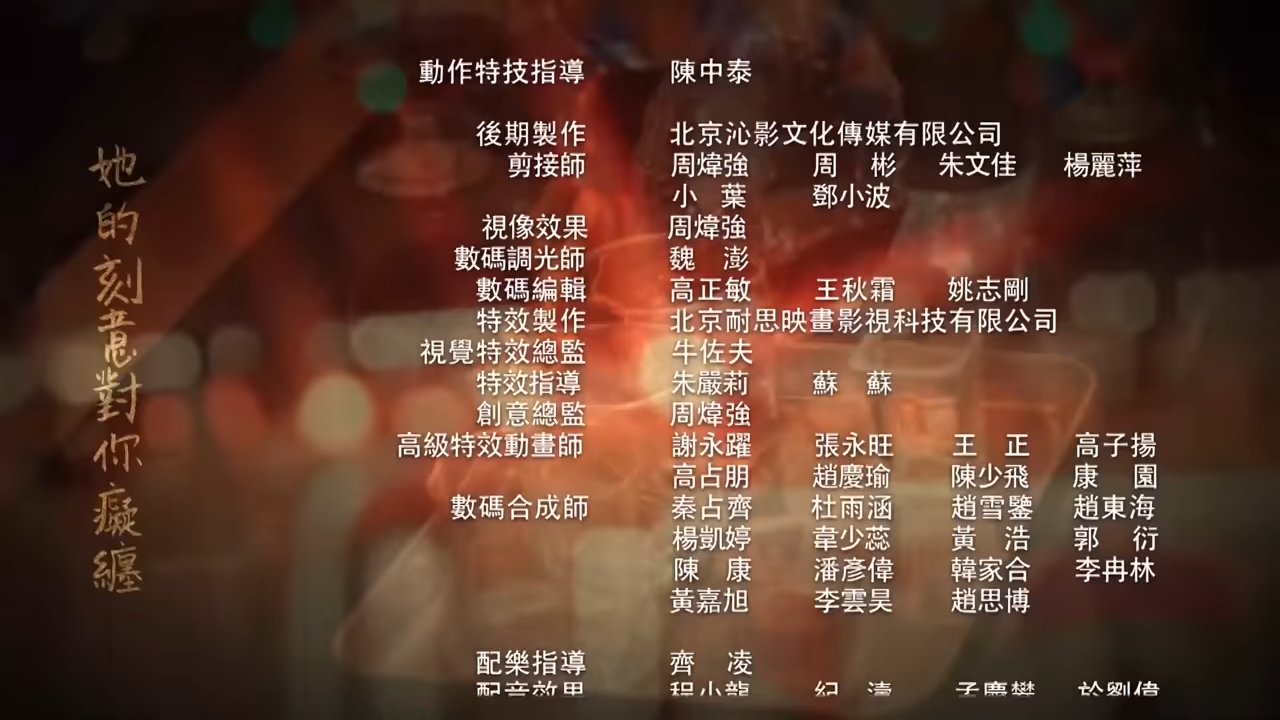 她的刻意對你癡纏
動作特技指導 陳中泰
後期製作 北京沁影文化傳媒有限公司
剪接師 周煒強 周 彬 朱文佳 楊麗萍
小 葉 鄧小波
視像效果 周煒強
數碼調光師 魏 澎
數碼編輯 高正敏 王秋霜 姚志剛
特效製作 北京耐思映畫影視科技有限公司
視覺特效總監 牛佐夫
特效指導 朱嚴莉 蘇 蘇
創意總監 周煒強
高級特效動畫師 謝永躍 張永旺 王 正 高子揚
高占朋 趙慶瑜 陳少飛 康 園
數碼合成師 秦占齊 杜雨涵 趙雪鑒 趙東海
楊凱婷 韋少蕊 黃 浩 郭 衍
陳 康 潘彥偉 韓家合 李冉林
黃嘉旭 李雲昊 趙思博
配樂指導 齊 凌
配音效果 程小龍 紀 濤